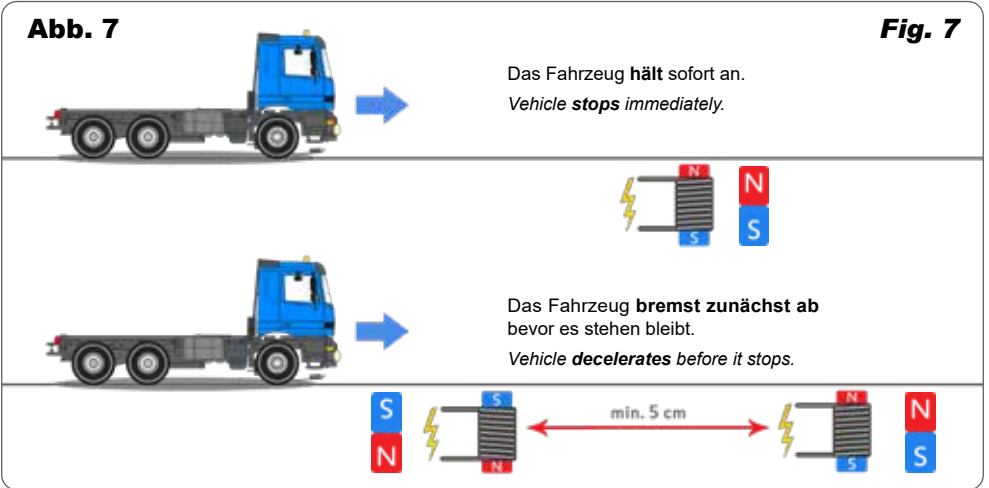 Abb. 7
Fig. 7
Das Fahrzeug hält sofort an.
Vehicle stops immediately.
N
N
S
S
Das Fahrzeug bremst zunächst ab
bevor es stehen bleibt.
Vehicle decelerates before it stops.
S
S
min. 5 cm
N
N
N
N
S
S